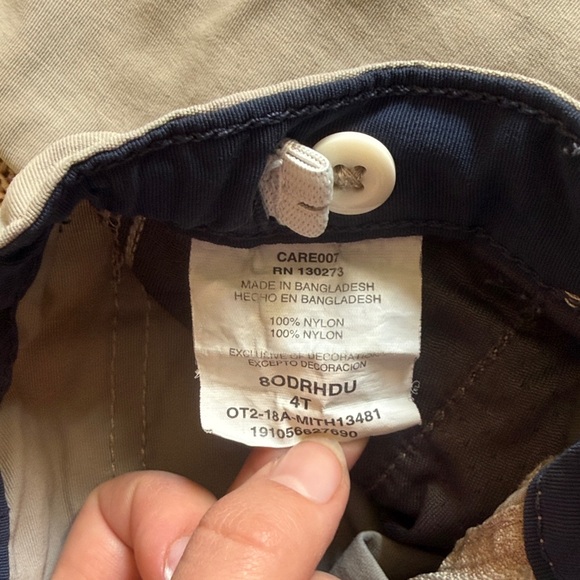 CARE007
RN 130273
MADE IN BANGLADESH
HECHO EN BANGLADESH
100% NYLON
100% NYLON
EXCLUSIVE OF DECORATION
EXCEPTO DECORACION
8ODRHDU
4T
OT2-18A-MITH13481
191056627690